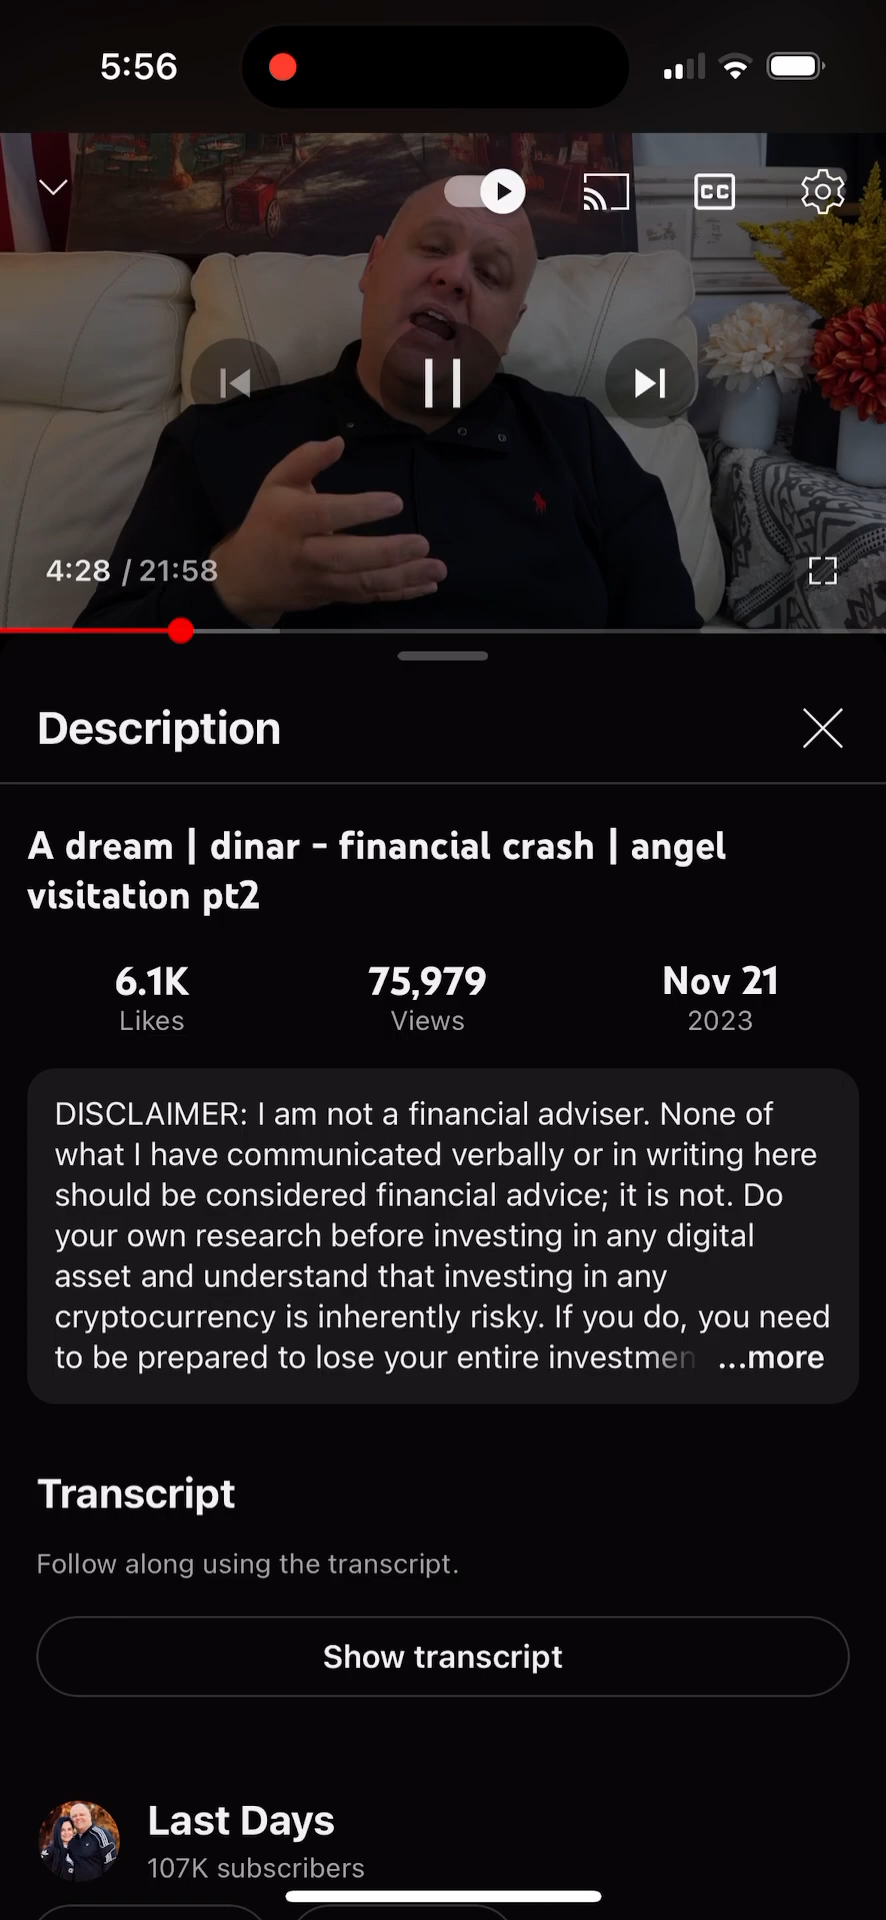 5:56
CC
4:28 / 21:58
Description
A dream | dinar - financial crash | angel
visitation pt2
6.1K
75,979
Nov 21
Likes
Views
2023
DISCLAIMER: I am not a financial adviser. None of
what I have communicated verbally or in writing here
should be considered financial advice; it is not. Do
your own research before investing in any digital
asset and understand that investing in any
cryptocurrency is inherently risky. If you do, you need
to be prepared to lose your entire investmen ...more
Transcript
Follow along using the transcript.
Show transcript
Last Days
107K subscribers